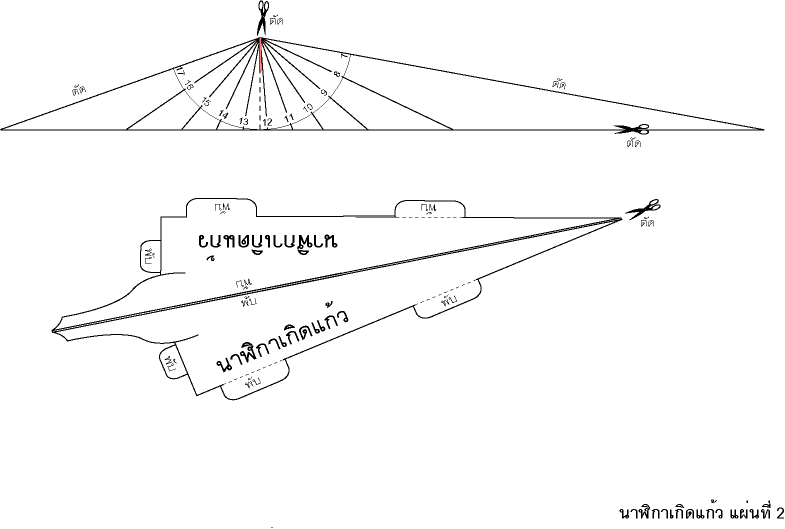 ตัด
ตัด
ตัด
17
16
15
14
13
12
11
10
9
8
7
ตัด
พับ
พับ
ตัด
นาฬิกาเกิดแก้ว
พับ
พับ
พับ
พับ
นาฬิกาเกิดแก้ว
พับ
พับ
นาฬิกาเกิดแก้ว แผ่นที่ 2